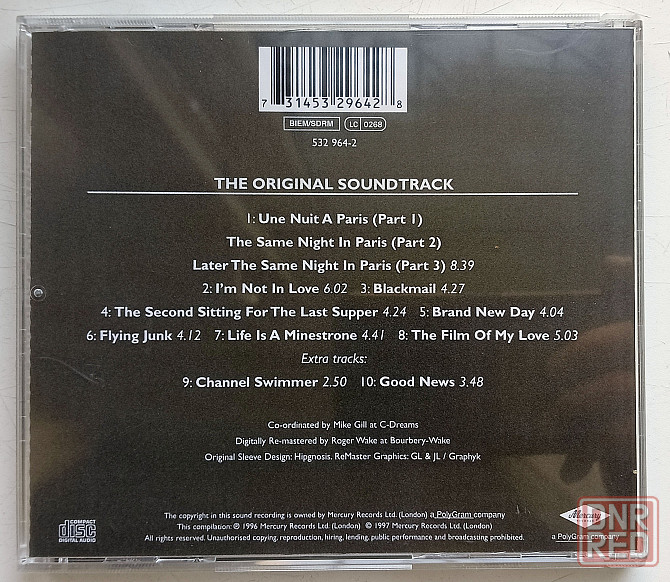 7 31453 29642 8
BIEM/SDRM LC 0268
532 964-2
THE ORIGINAL SOUNDTRACK
1: Une Nuit A Paris (Part 1)
The Same Night In Paris (Part 2)
Later The Same Night In Paris (Part 3) 8.39
2: I'm Not In Love 6.02 3: Blackmail 4.27
4: The Second Sitting For The Last Supper 4.24 5: Brand New Day 4.04
6: Flying Junk 4.12 7: Life Is A Minestrone 4.41 8: The Film Of My Love 5.03
Extra tracks:
9: Channel Swimmer 2.50 10: Good News 3.48
Co-ordinated by Mike Gill at C-Dreams
Digitally Re-mastered by Roger Wake at Bourbery-Wake
Original Sleeve Design: Hipgnosis. ReMaster Graphics: GL & JL / Graphyk
The copyright in this sound recording is owned by Mercury Records Ltd. (London) a PolyGram company
This compilation: ℗ 1996 Mercury Records Ltd. (London) © 1997 Mercury Records Ltd. (London)
All rights reserved. Unauthorised copying, reproduction, hiring, lending, public performance and broadcasting prohibited.
COMPACT
disc
DIGITAL AUDIO
Mercury
a PolyGram company
DNR
RED